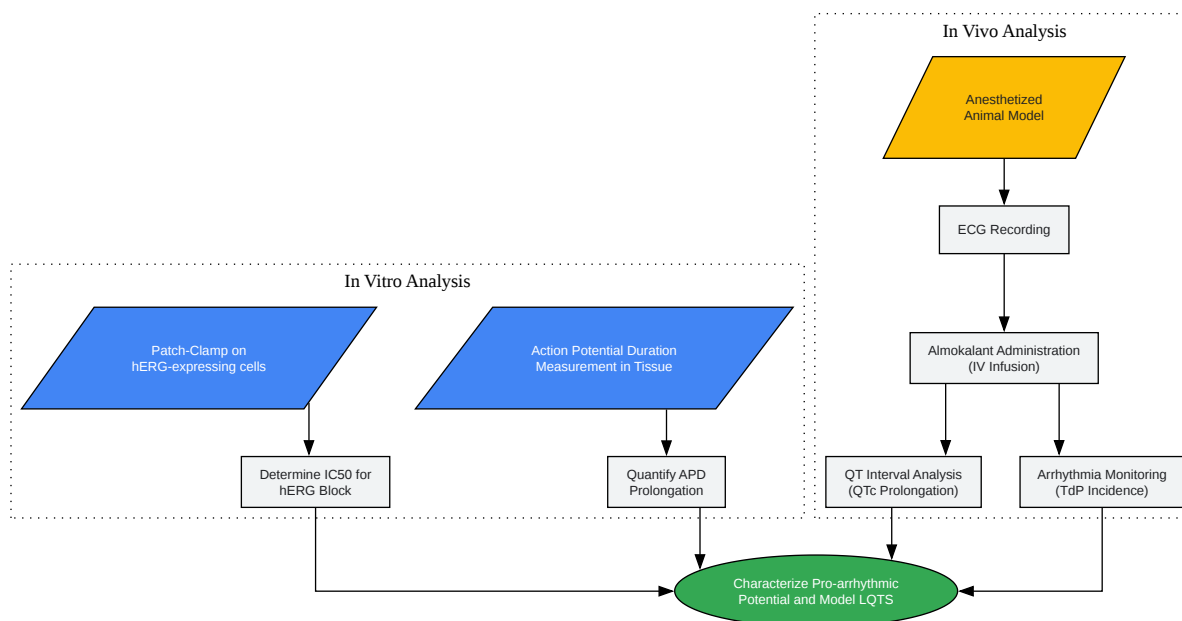 In Vivo Analysis
Anesthetized
Animal Model
ECG Recording
Almokalant Administration
(IV Infusion)
QT Interval Analysis
(QTc Prolongation)
Arrhythmia Monitoring
(TdP Incidence)
In Vitro Analysis
Patch-Clamp on
hERG-expressing cells
Action Potential Duration
Measurement in Tissue
Determine IC50 for
hERG Block
Quantify APD
Prolongation
Characterize Pro-arrhythmic
Potential and Model LQTS